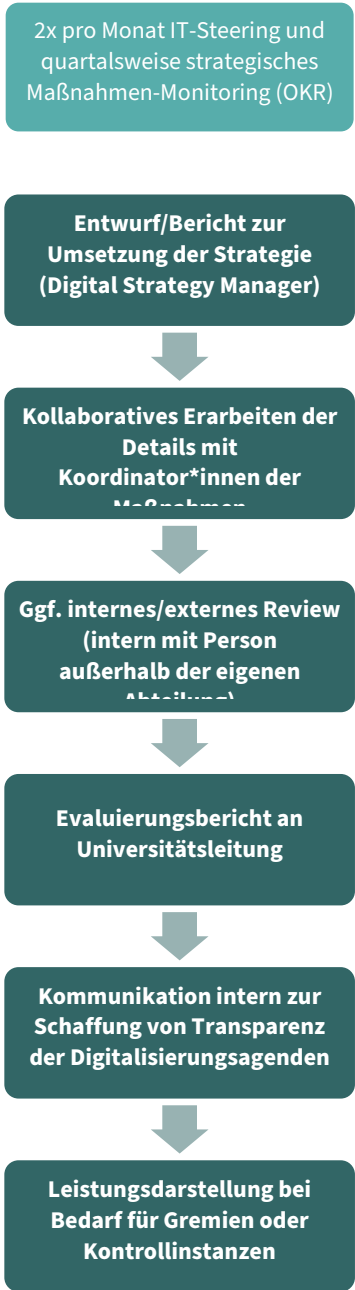 2x pro Monat IT-Steering und
quartalsweise strategisches
Maßnahmen-Monitoring (OKR)
Entwurf/Bericht zur
Umsetzung der Strategie
(Digital Strategy Manager)
Kollaboratives Erarbeiten der
Details mit
Koordinator*innen der
Maßnahmen
Ggf. internes/externes Review
(intern mit Person
außerhalb der eigenen
Abteilung)
Evaluierungsbericht an
Universitätsleitung
Kommunikation intern zur
Schaffung von Transparenz
der Digitalisierungsagenden
Leistungsdarstellung bei
Bedarf für Gremien oder
Kontrollinstanzen